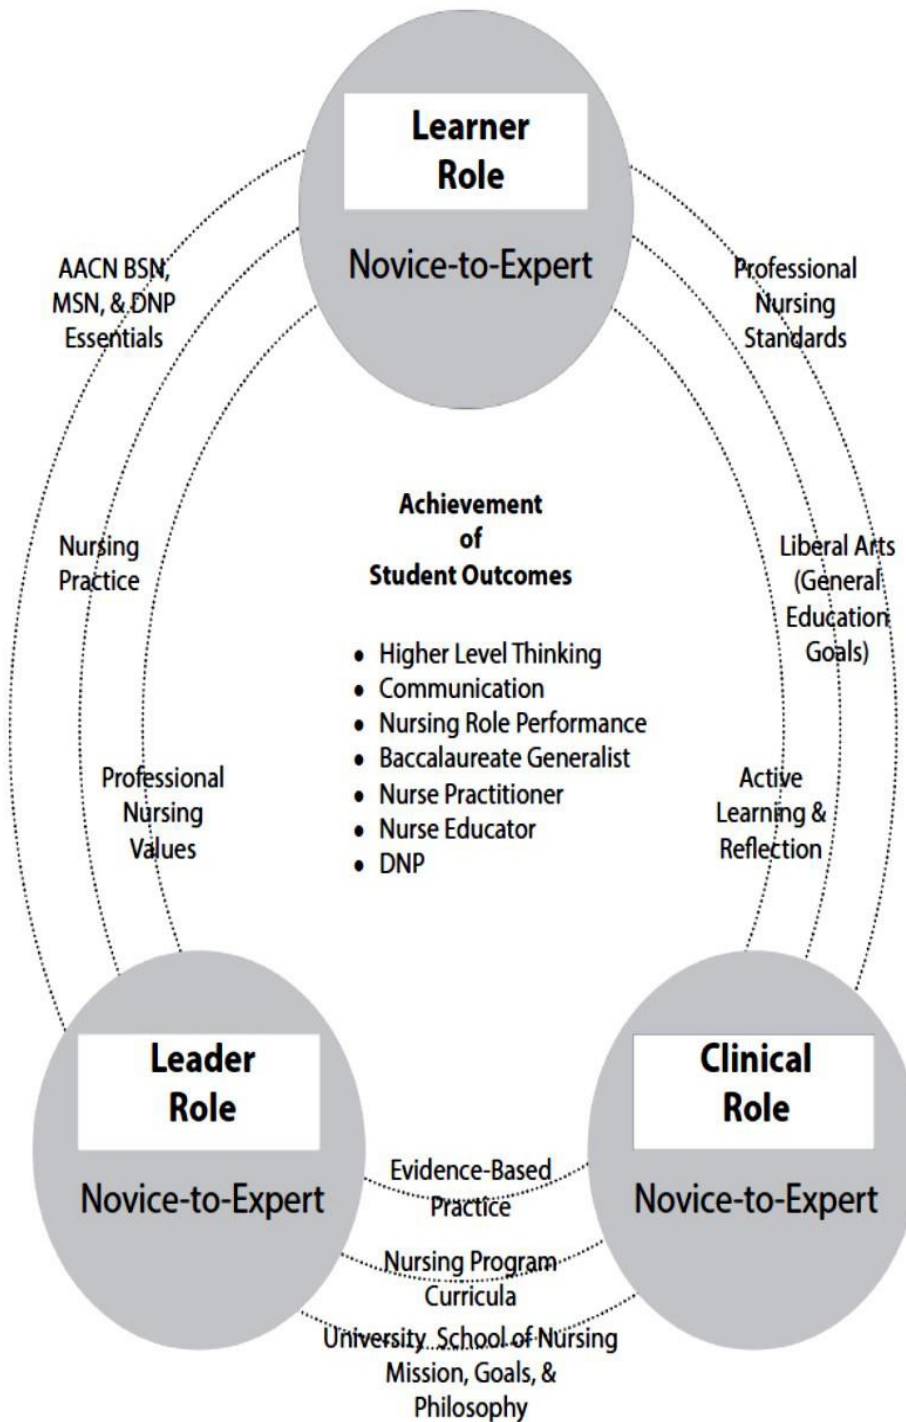 Learner
Role
Novice-to-Expert
AACN BSN,
MSN, & DNP
Essentials
Professional
Nursing
Standards
Achievement
of
Student Outcomes
Nursing
Practice
Liberal Arts
(General
Education
Goals)
• Higher Level Thinking
• Communication
• Nursing Role Performance
• Baccalaureate Generalist
• Nurse Practitioner
• Nurse Educator
• DNP
Professional
Nursing
Values
Active
Learning &
Reflection
Leader
Role
Novice-to-Expert
Clinical
Role
Novice-to-Expert
Evidence-Based
Practice
Nursing Program
Curricula
University School of Nursing
Mission, Goals, &
Philosophy